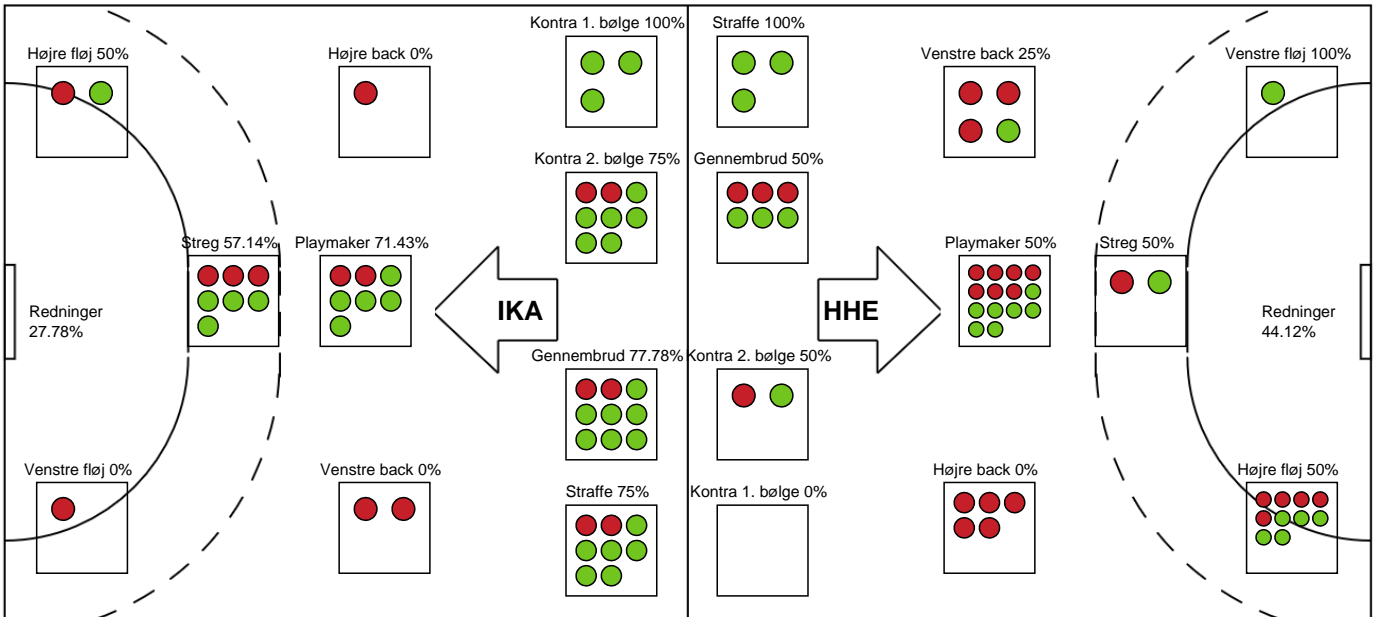 Kontra 1. bølge 100%
Straffe 100%
Højre fløj 50%
Højre back 0%
Venstre back 25%
Venstre fløj 100%
Kontra 2. bølge 75%
Gennembrud 50%
Streg 57.14%
Playmaker 71.43%
Playmaker 50%
Streg 50%
Redninger
27.78%
IKA
HHE
Redninger
44.12%
Gennembrud 77.78%
Kontra 2. bølge 50%
Venstre fløj 0%
Venstre back 0%
Højre back 0%
Højre fløj 50%
Straffe 75%
Kontra 1. bølge 0%